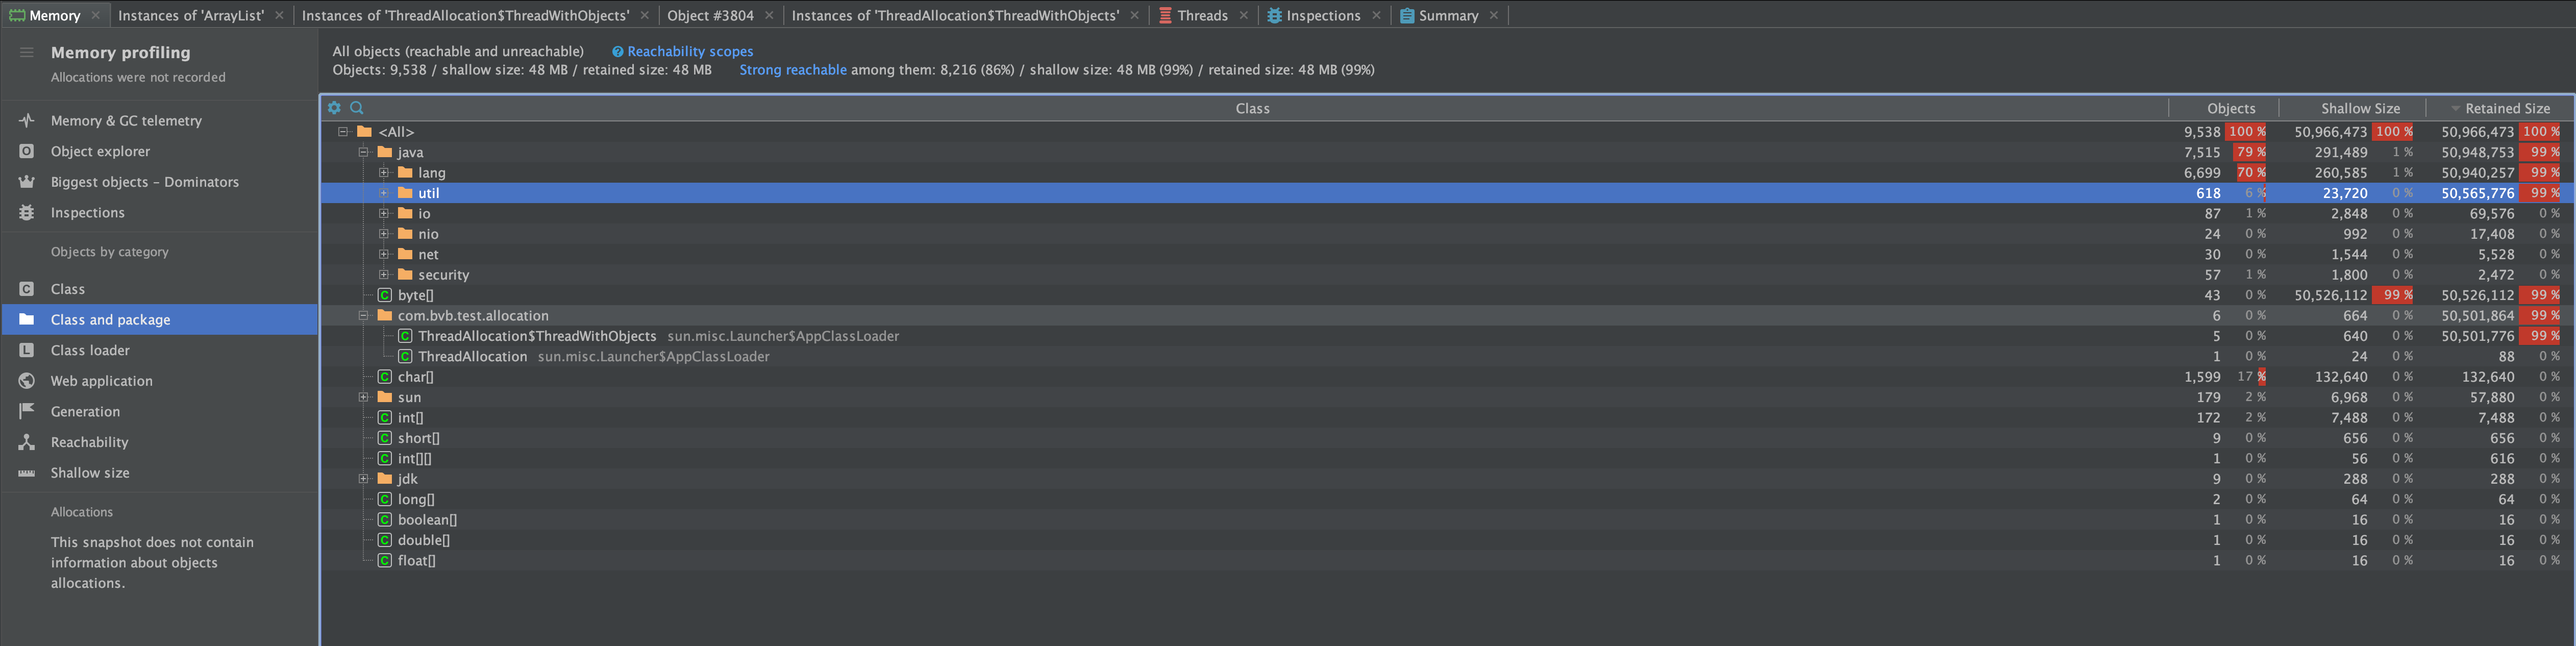 Memory Instances of 'ArrayList' Instances of 'ThreadAllocation$ThreadWithObjects' Object #3804 Instances of 'ThreadAllocation$ThreadWithObjects' Threads Inspections Summary
Memory profiling
Allocations were not recorded
Memory & GC telemetry
Object explorer
Biggest objects – Dominators
Inspections
Objects by category
Class
Class and package
Class loader
Web application
Generation
Reachability
Shallow size
Allocations
This snapshot does not contain
information about objects
allocations.
All objects (reachable and unreachable) Reachability scopes
Objects: 9,538 / shallow size: 48 MB / retained size: 48 MB Strong reachable among them: 8,216 (86%) / shallow size: 48 MB (99%) / retained size: 48 MB (99%)
Class Objects Shallow Size Retained Size
<All> 9,538 100 % 50,966,473 100 % 50,966,473 100 %
java 7,515 79 % 291,489 1 % 50,948,753 99 %
lang 6,699 70 % 260,585 1 % 50,940,257 99 %
util 618 6 % 23,720 0 % 50,565,776 99 %
io 87 1 % 2,848 0 % 69,576 0 %
nio 24 0 % 992 0 % 17,408 0 %
net 30 0 % 1,544 0 % 5,528 0 %
security 57 1 % 1,800 0 % 2,472 0 %
byte[] 43 0 % 50,526,112 99 % 50,526,112 99 %
com.bvb.test.allocation 6 0 % 664 0 % 50,501,864 99 %
ThreadAllocation$ThreadWithObjects sun.misc.Launcher$AppClassLoader 5 0 % 640 0 % 50,501,776 99 %
ThreadAllocation sun.misc.Launcher$AppClassLoader 1 0 % 24 0 % 88 0 %
char[] 1,599 17 % 132,640 0 % 132,640 0 %
sun 179 2 % 6,968 0 % 57,880 0 %
int[] 172 2 % 7,488 0 % 7,488 0 %
short[] 9 0 % 656 0 % 656 0 %
int[][] 1 0 % 56 0 % 616 0 %
jdk 9 0 % 288 0 % 288 0 %
long[] 2 0 % 64 0 % 64 0 %
boolean[] 1 0 % 16 0 % 16 0 %
double[] 1 0 % 16 0 % 16 0 %
float[] 1 0 % 16 0 % 16 0 %